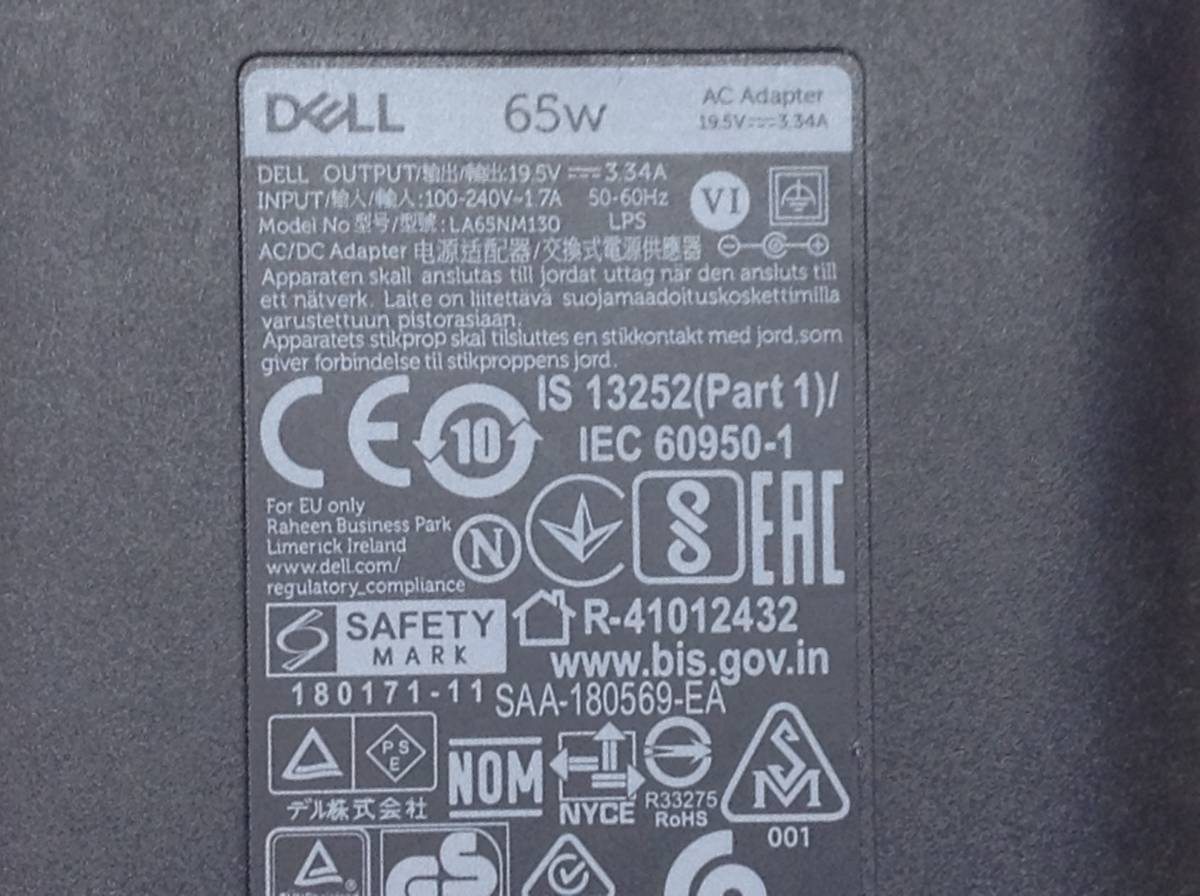 DELL 65w AC Adapter
19.5V⎓3.34A
DELL OUTPUT/输出/輸出:19.5V ⎓ 3.34A
INPUT/输入/輸入:100-240V~1.7A 50-60Hz
VI
Model No 型号/型號:LA65NM130 LPS
AC/DC Adapter 电源适配器/交換式電源供應器
Apparaten skall anslutas till jordat uttag när den ansluts till
ett nätverk. Laite on liitettävä suojamaadoituskoskettimilla
varustettuun pistorasiaan.
Apparatets stikprop skal tilsluttes en stikkontakt med jord,som
giver forbindelse til stikproppens jord.
CE 10
IS 13252(Part 1)/
IEC 60950-1
For EU only
Raheen Business Park
Limerick Ireland
www.dell.com/
regulatory_compliance
N
EAC
SAFETY
MARK
R-41012432
www.bis.gov.in
180171-11 SAA-180569-EA
PS
E
NOM
NYCE
R33275
RoHS
デル株式会社
001
GS